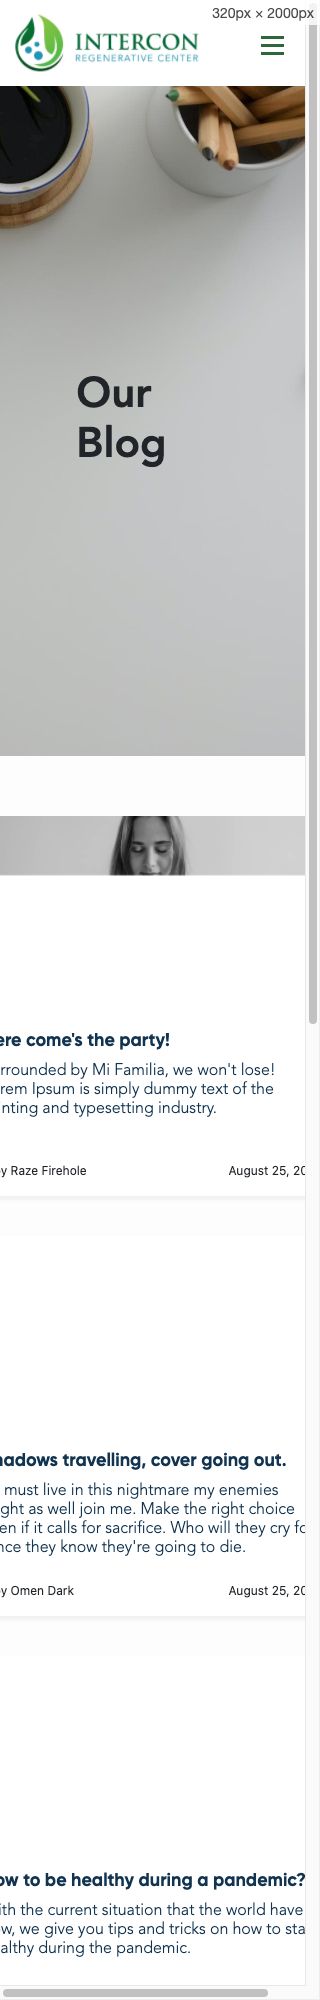 320px × 2000px
INTERCON
REGENERATIVE CENTER
Our
Blog
ere come's the party!
rrounded by Mi Familia, we won't lose!
rem Ipsum is simply dummy text of the
nting and typesetting industry.
y Raze Firehole
August 25, 20
hadows travelling, cover going out.
must live in this nightmare my enemies
ght as well join me. Make the right choice
en if it calls for sacrifice. Who will they cry fo
nce they know they're going to die.
y Omen Dark
August 25, 20
ow to be healthy during a pandemic?
ith the current situation that the world have
w, we give you tips and tricks on how to sta
althy during the pandemic.